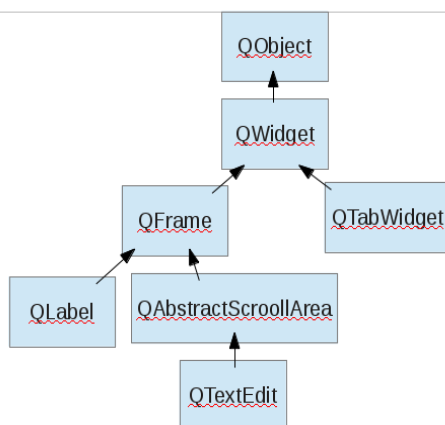 QObject
QWidget
QFrame
QTabWidget
QLabel
QAbstractScroollArea
QTextEdit